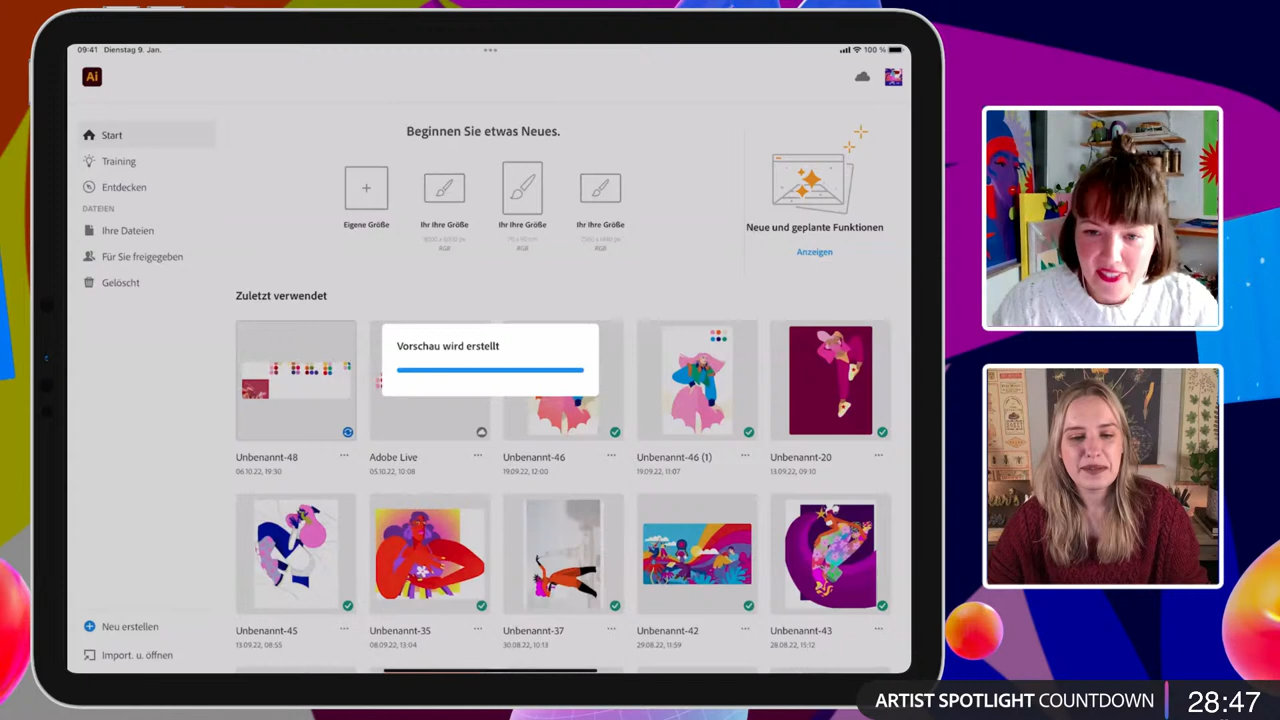 09:41 Dienstag 9. Jan.
100 %
Ai
Start
Training
Entdecken
DATEIEN
Ihre Dateien
Für Sie freigegeben
Gelöscht
Neu erstellen
Import. u. öffnen
Beginnen Sie etwas Neues.
Eigene Größe
Ihr Ihre Größe
RGB
Ihr Ihre Größe
RGB
Ihr Ihre Größe
RGB
Neue und geplante Funktionen
Anzeigen
Zuletzt verwendet
Vorschau wird erstellt
Unbenannt-48
06.10.22, 19:30
Adobe Live
05.10.22, 10:08
Unbenannt-46
19.09.22, 12:00
Unbenannt-46 (1)
19.09.22, 11:07
Unbenannt-20
13.09.22, 09:10
Unbenannt-45
13.09.22, 08:55
Unbenannt-35
08.09.22, 13:04
Unbenannt-37
30.08.22, 10:13
Unbenannt-42
29.08.22, 11:59
Unbenannt-43
28.08.22, 15:12
ARTIST SPOTLIGHT COUNTDOWN 28:47